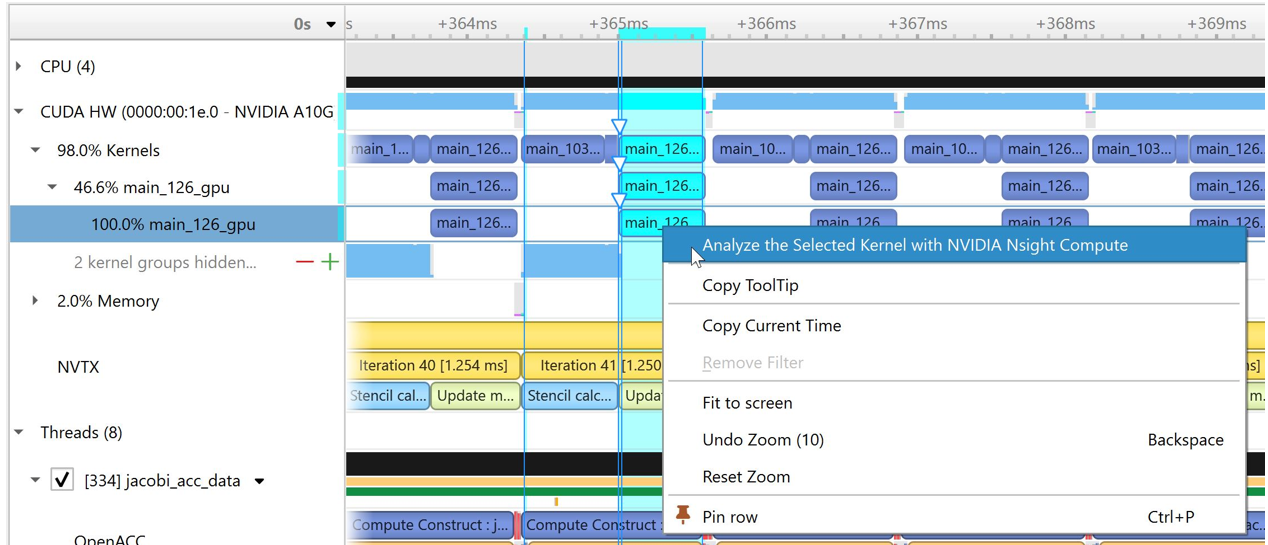 0s s +364ms +365ms +366ms +367ms +368ms +369ms
CPU (4)
CUDA HW (0000:00:1e.0 - NVIDIA A10G
98.0% Kernels main_1... main_126... main_103... main_126... main_10... main_126... main_10... main_126... main_103... main_126...
46.6% main_126_gpu main_126... main_126... main_126... main_126... main_126...
100.0% main_126_gpu main_126... main_126... main_126... main_126... main_126...
Analyze the Selected Kernel with NVIDIA Nsight Compute
2 kernel groups hidden...
Copy ToolTip
2.0% Memory
Copy Current Time
NVTX Iteration 40 [1.254 ms] Iteration 41 [1.250 ms]
Remove Filter
Stencil cal... Update m... Stencil calc... Upda m...
Fit to screen
Threads (8)
Undo Zoom (10) Backspace
[334] jacobi_acc_data
Reset Zoom
Pin row Ctrl+P
OpenACC Compute Construct : j... Compute Construct : ac...